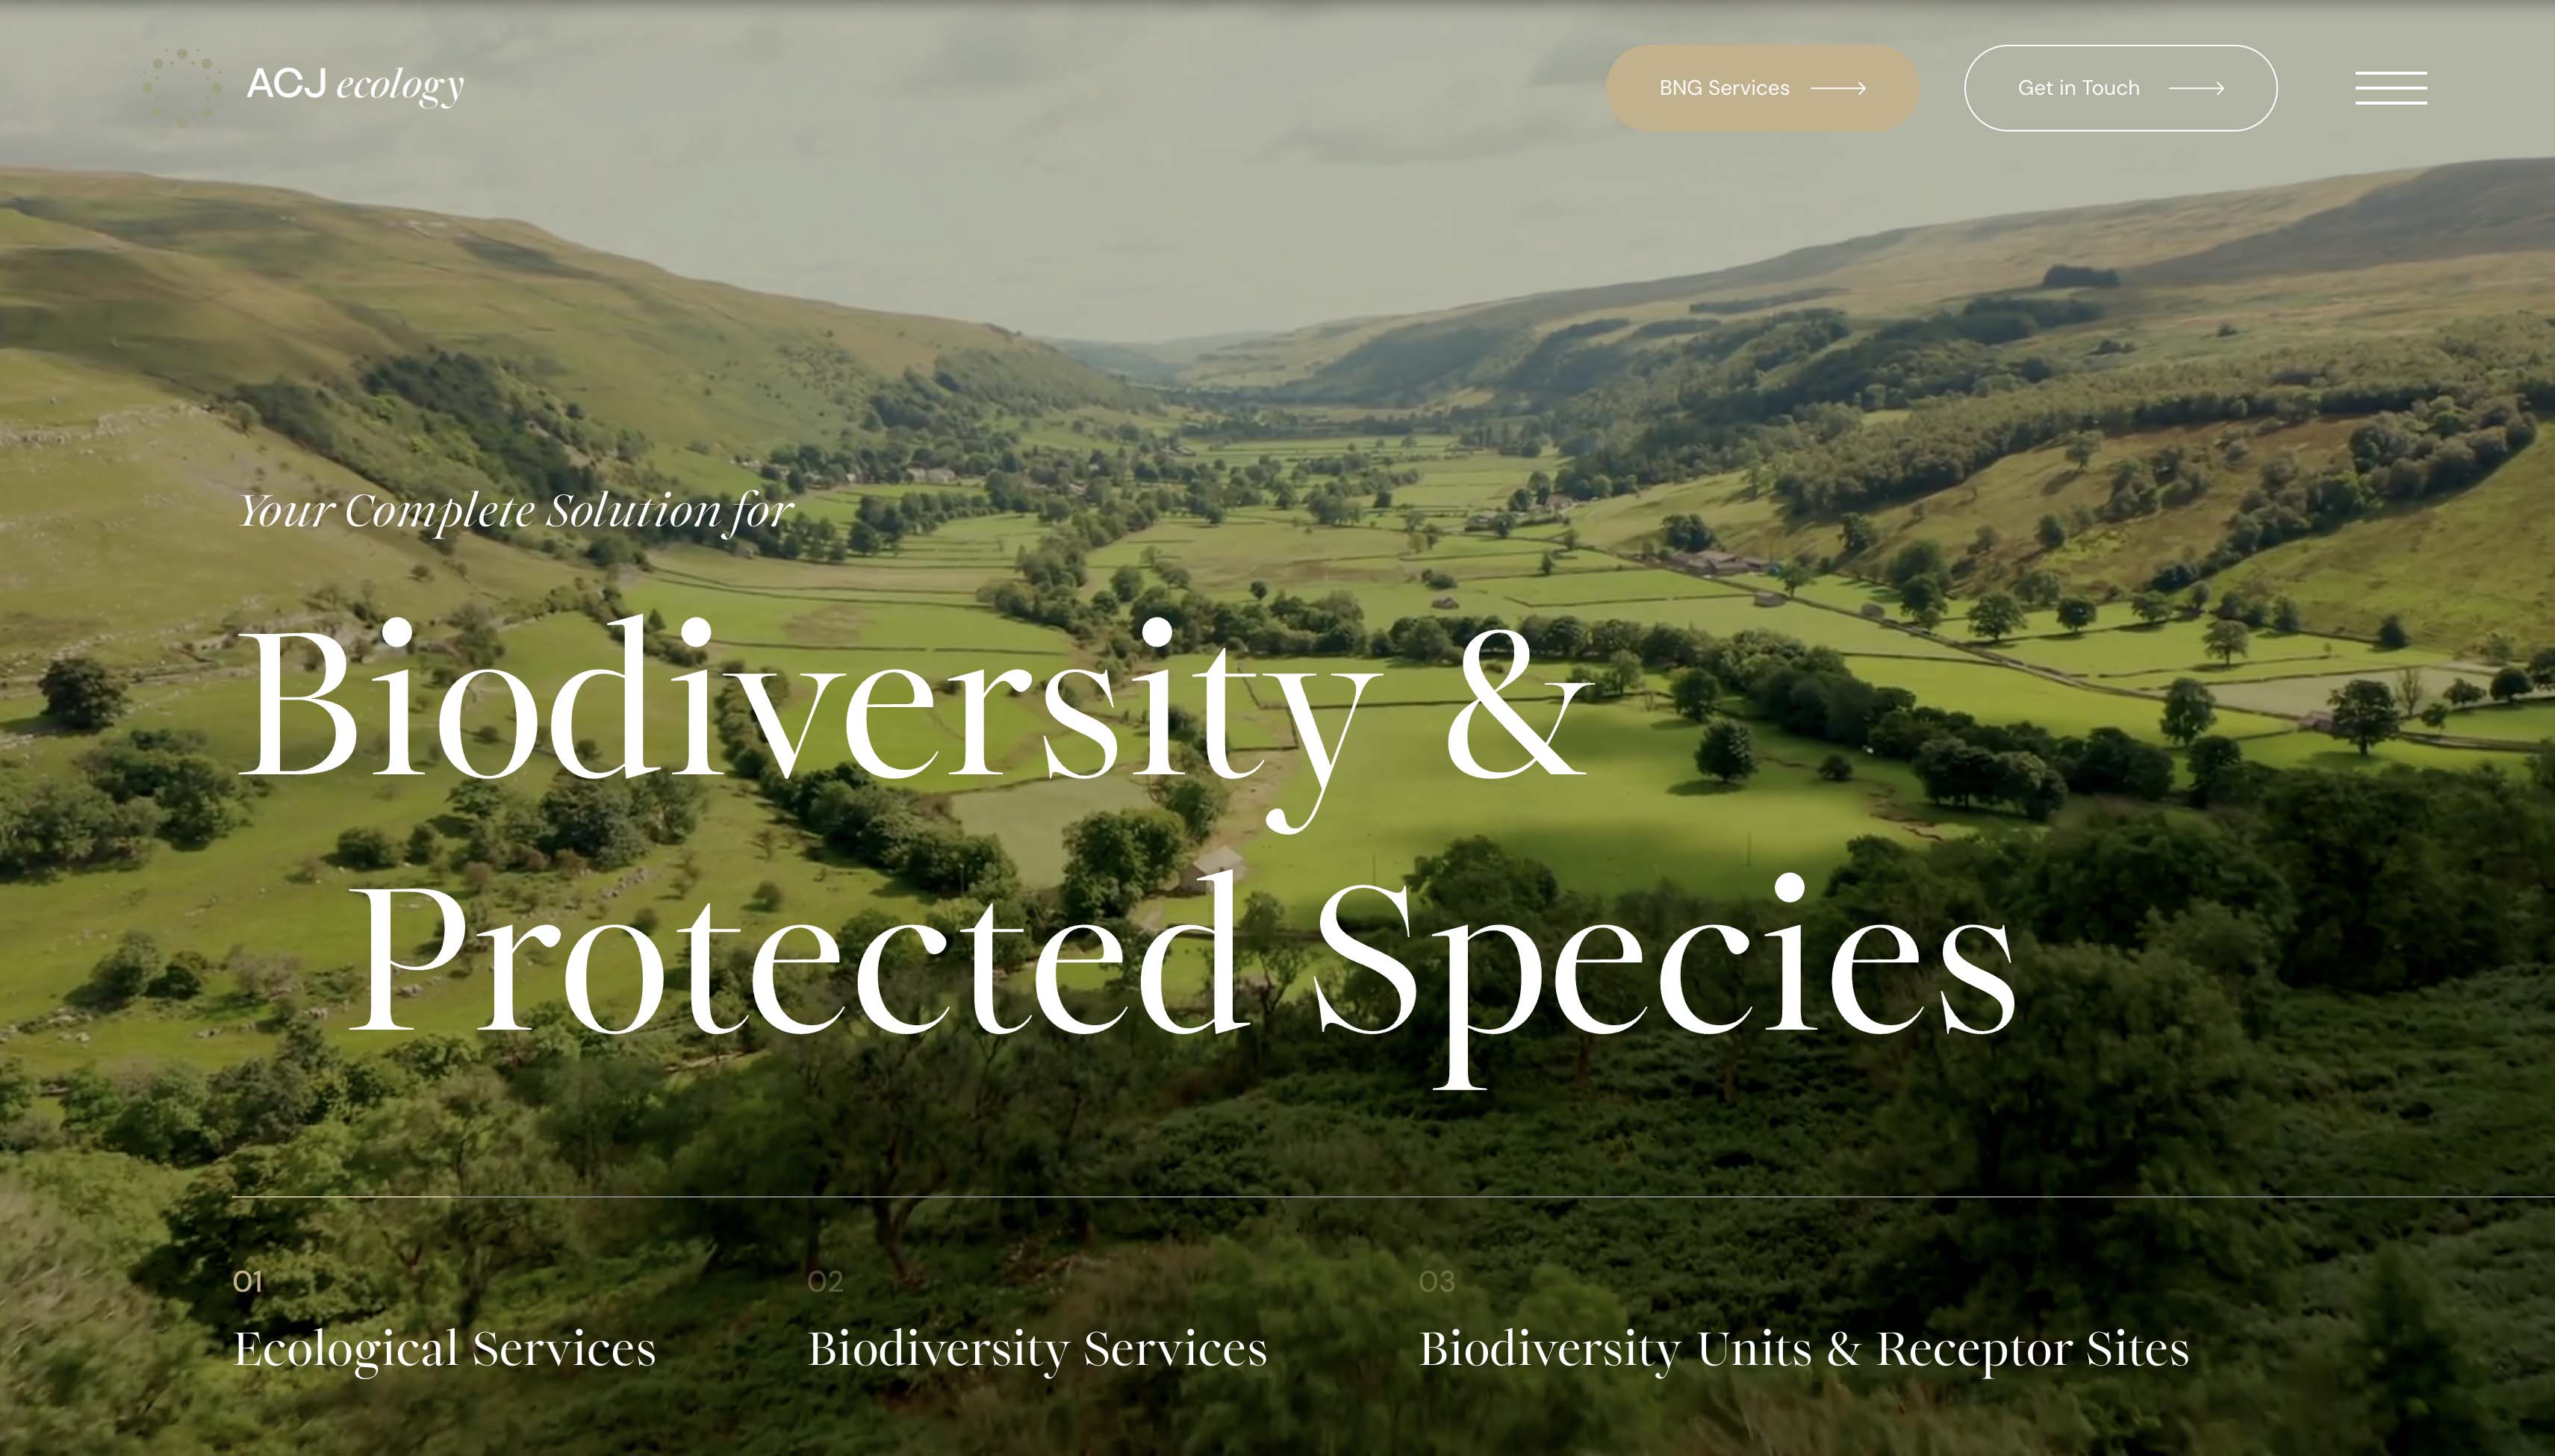 ACJ ecology
BNG Services
Get in Touch
Your Complete Solution for
Biodiversity &
Protected Species
01
Ecological Services
02
Biodiversity Services
03
Biodiversity Units & Receptor Sites